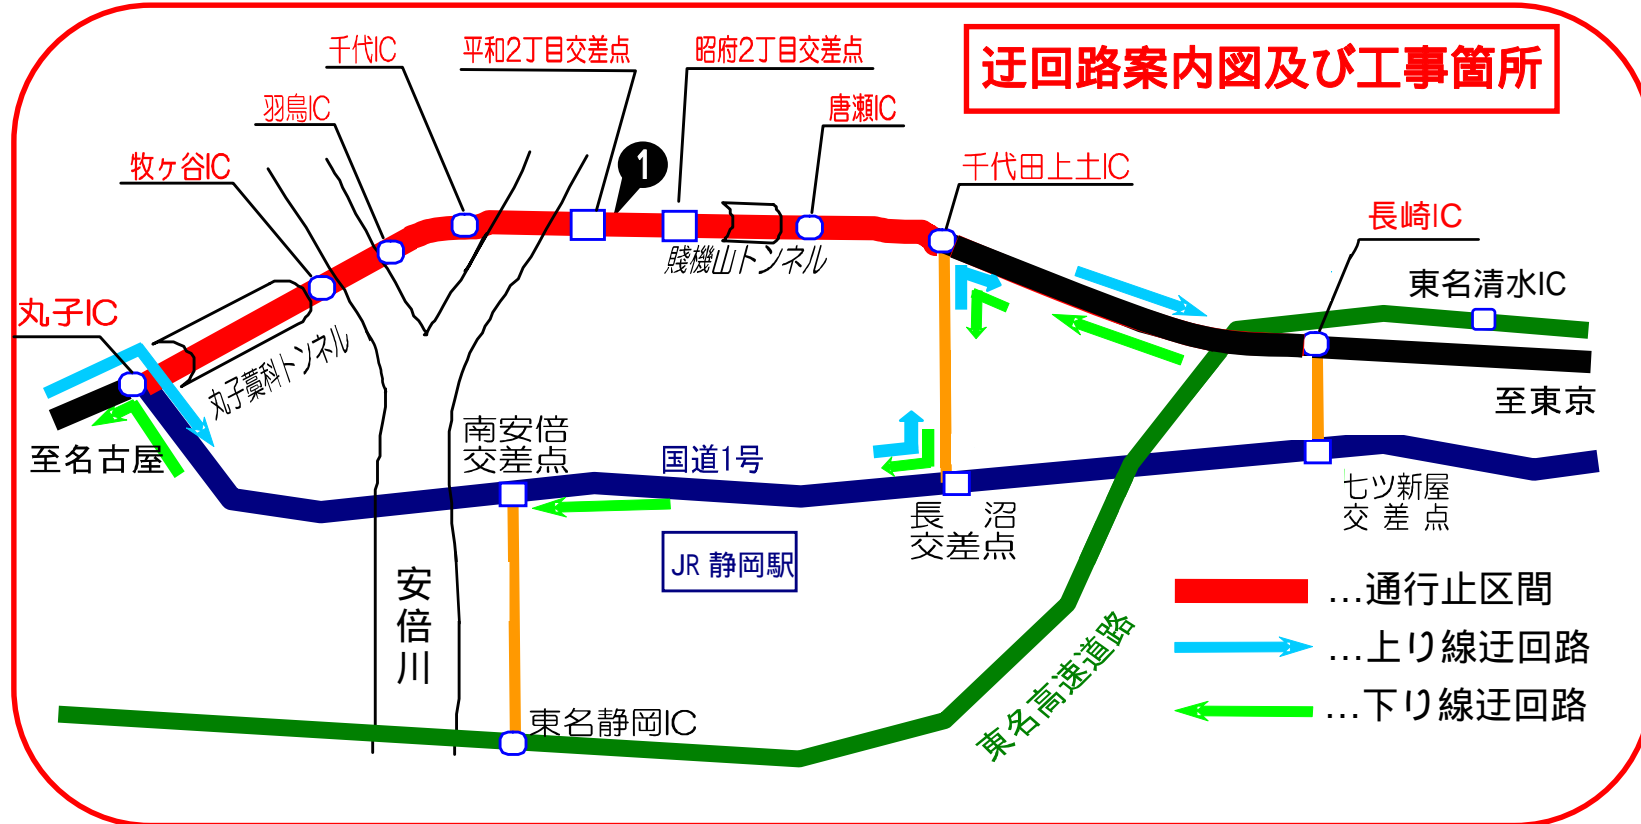 迂回路案内図及び工事箇所
千代IC
平和2丁目交差点
昭府2丁目交差点
羽鳥IC
唐瀬IC
牧ヶ谷IC
1
千代田上土IC
長崎IC
賤機山トンネル
東名清水IC
丸子IC
丸子藁科トンネル
至東京
至名古屋
南安倍
交差点
国道1号
七ツ新屋
交差点
長沼
交差点
JR 静岡駅
安倍川
…通行止区間
…上り線迂回路
…下り線迂回路
東名高速道路
東名静岡IC